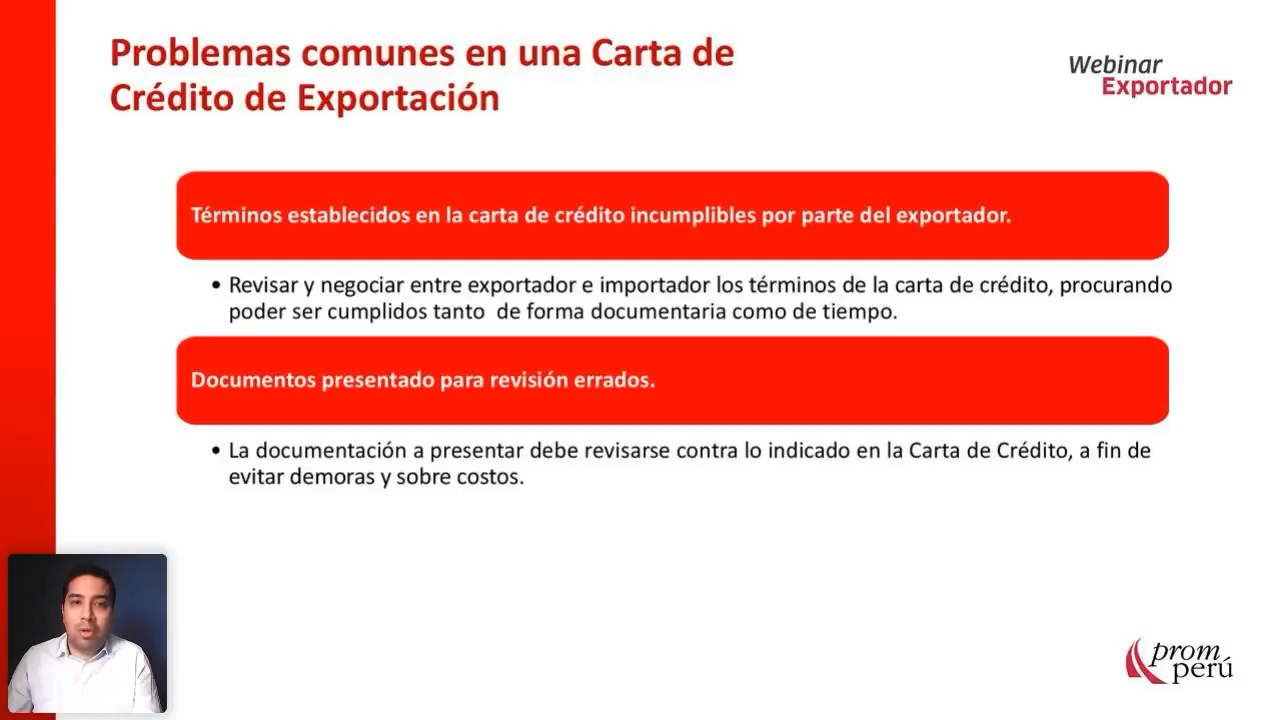 Problemas comunes en una Carta de
Crédito de Exportación
Webinar
Exportador
Términos establecidos en la carta de crédito incumplibles por parte del exportador.
• Revisar y negociar entre exportador e importador los términos de la carta de crédito, procurando
poder ser cumplidos tanto de forma documentaria como de tiempo.
Documentos presentado para revisión errados.
• La documentación a presentar debe revisarse contra lo indicado en la Carta de Crédito, a fin de
evitar demoras y sobre costos.
prom
perú